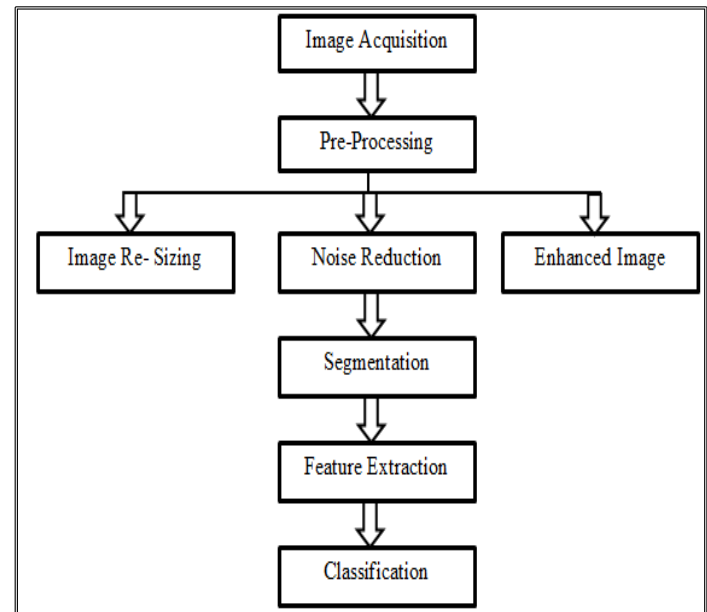 Image Acquisition
Pre-Processing
Image Re- Sizing
Noise Reduction
Enhanced Image
Segmentation
Feature Extraction
Classification